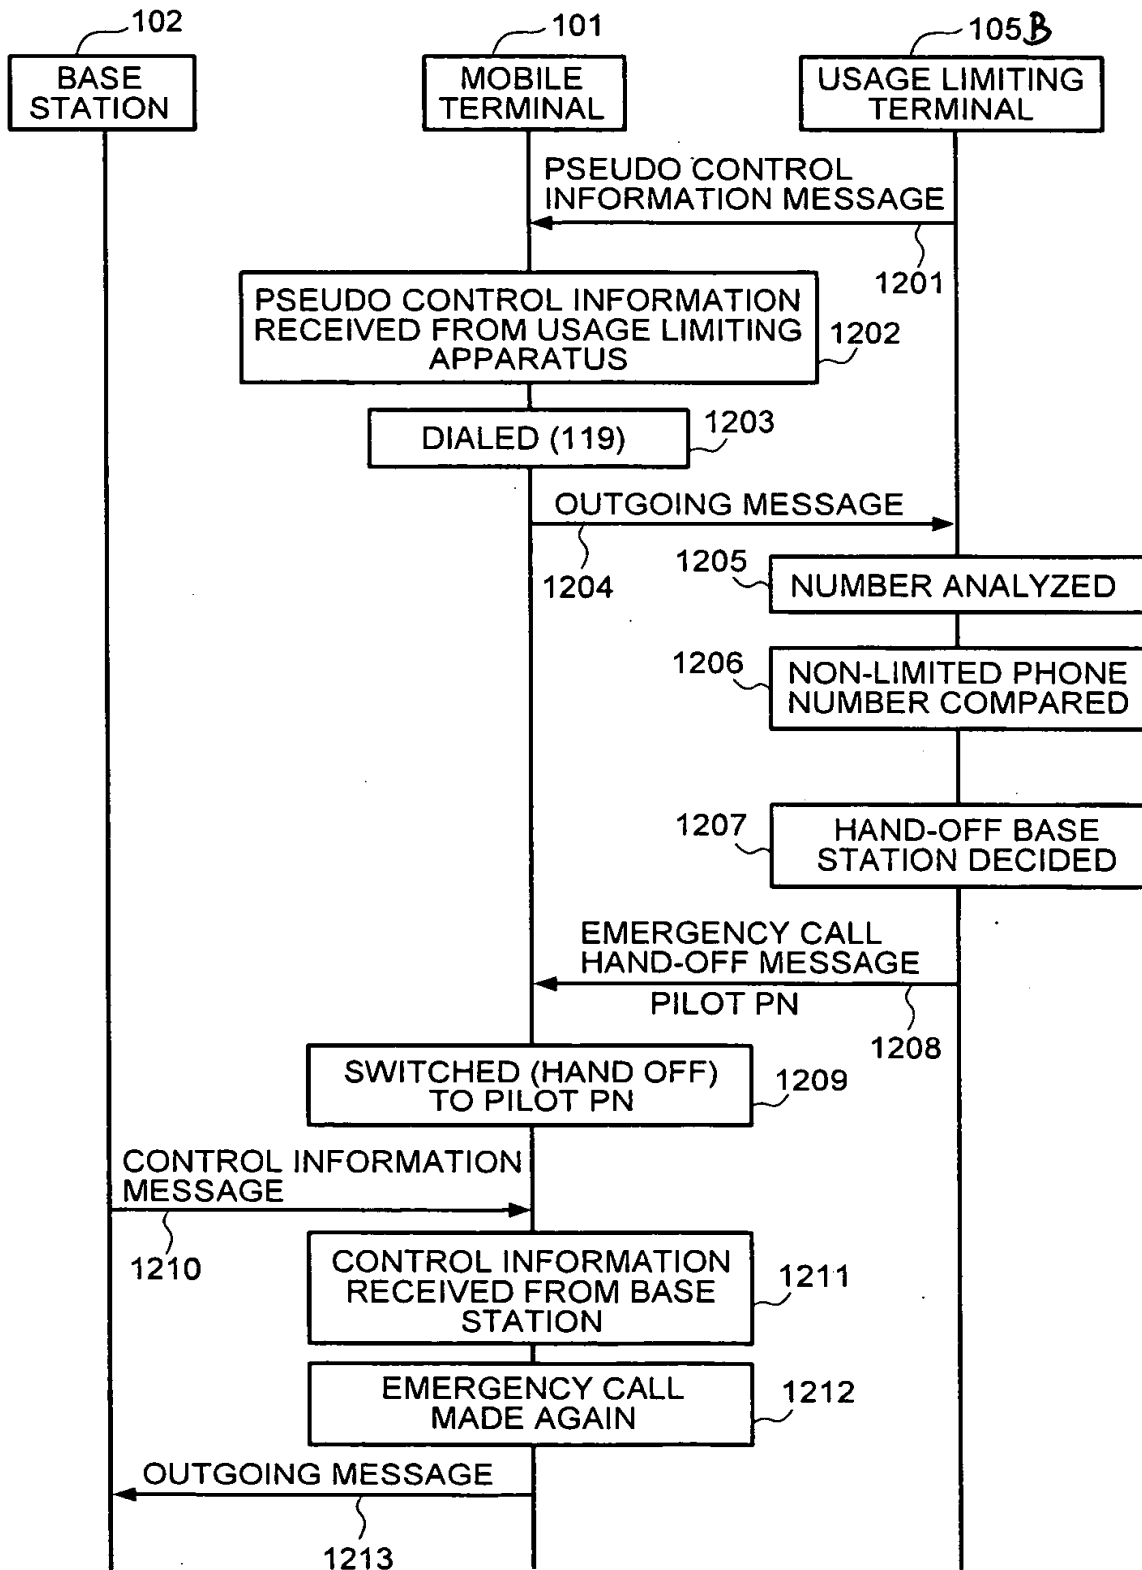 102
101
105B
BASE
STATION
MOBILE
TERMINAL
USAGE LIMITING
TERMINAL
PSEUDO CONTROL
INFORMATION MESSAGE
1201
PSEUDO CONTROL INFORMATION
RECEIVED FROM USAGE LIMITING
APPARATUS
1202
DIALED (119)
1203
OUTGOING MESSAGE
1204
1205
NUMBER ANALYZED
1206
NON-LIMITED PHONE
NUMBER COMPARED
1207
HAND-OFF BASE
STATION DECIDED
EMERGENCY CALL
HAND-OFF MESSAGE
PILOT PN
1208
SWITCHED (HAND OFF)
TO PILOT PN
1209
CONTROL INFORMATION
MESSAGE
1210
CONTROL INFORMATION
RECEIVED FROM BASE
STATION
1211
EMERGENCY CALL
MADE AGAIN
1212
OUTGOING MESSAGE
1213